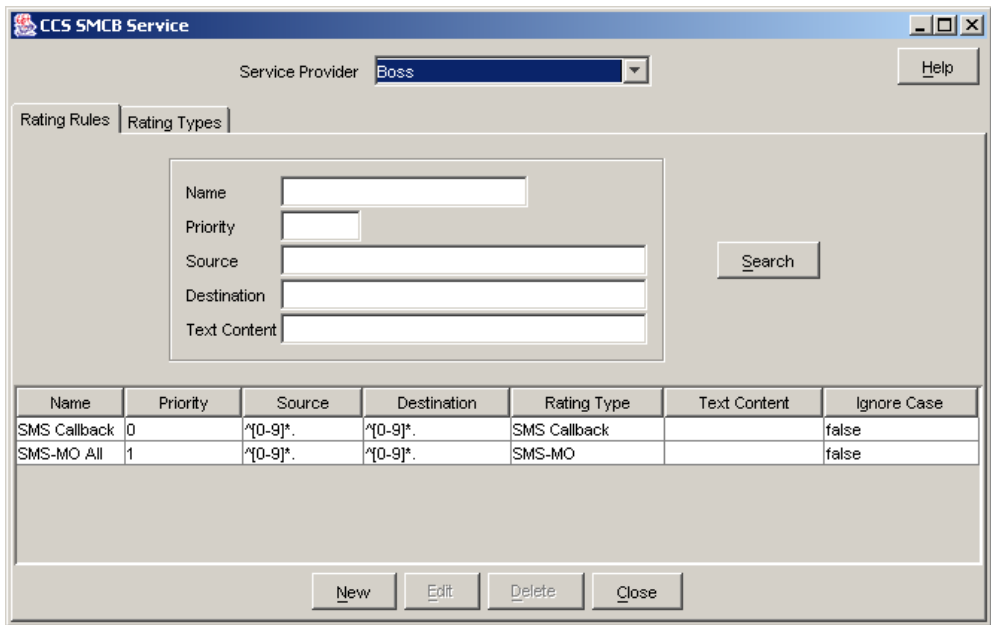 CCS SMCB Service
Service Provider Boss Help
Rating Rules Rating Types
Name
Priority
Source Search
Destination
Text Content
Name Priority Source Destination Rating Type Text Content Ignore Case
SMS Callback 0 ^[0-9]*. ^[0-9]*. SMS Callback false
SMS-MO All 1 ^[0-9]*. ^[0-9]*. SMS-MO false
New Edit Delete Close